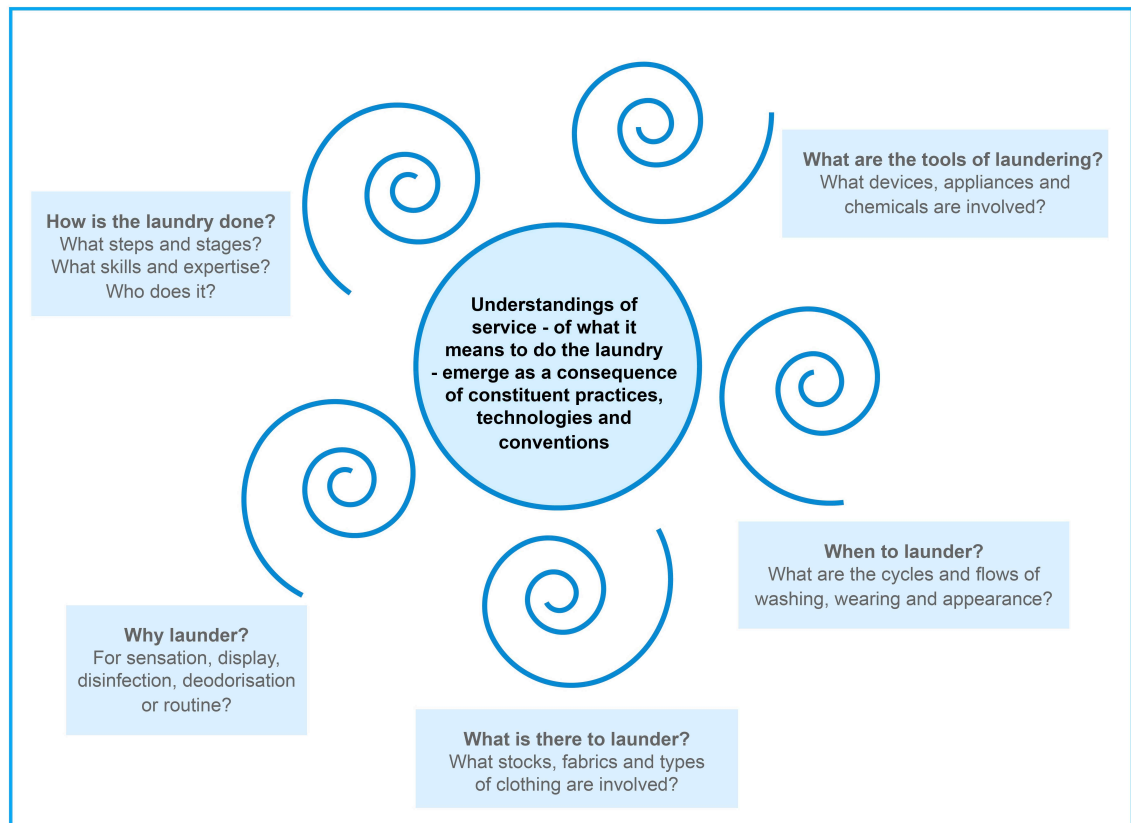 What are the tools of laundering?
What devices, appliances and
chemicals are involved?
How is the laundry done?
What steps and stages?
What skills and expertise?
Who does it?
Understandings of
service - of what it
means to do the laundry
- emerge as a consequence
of constituent practices,
technologies and
conventions
When to launder?
What are the cycles and flows of
washing, wearing and appearance?
Why launder?
For sensation, display,
disinfection, deodorisation
or routine?
What is there to launder?
What stocks, fabrics and types
of clothing are involved?